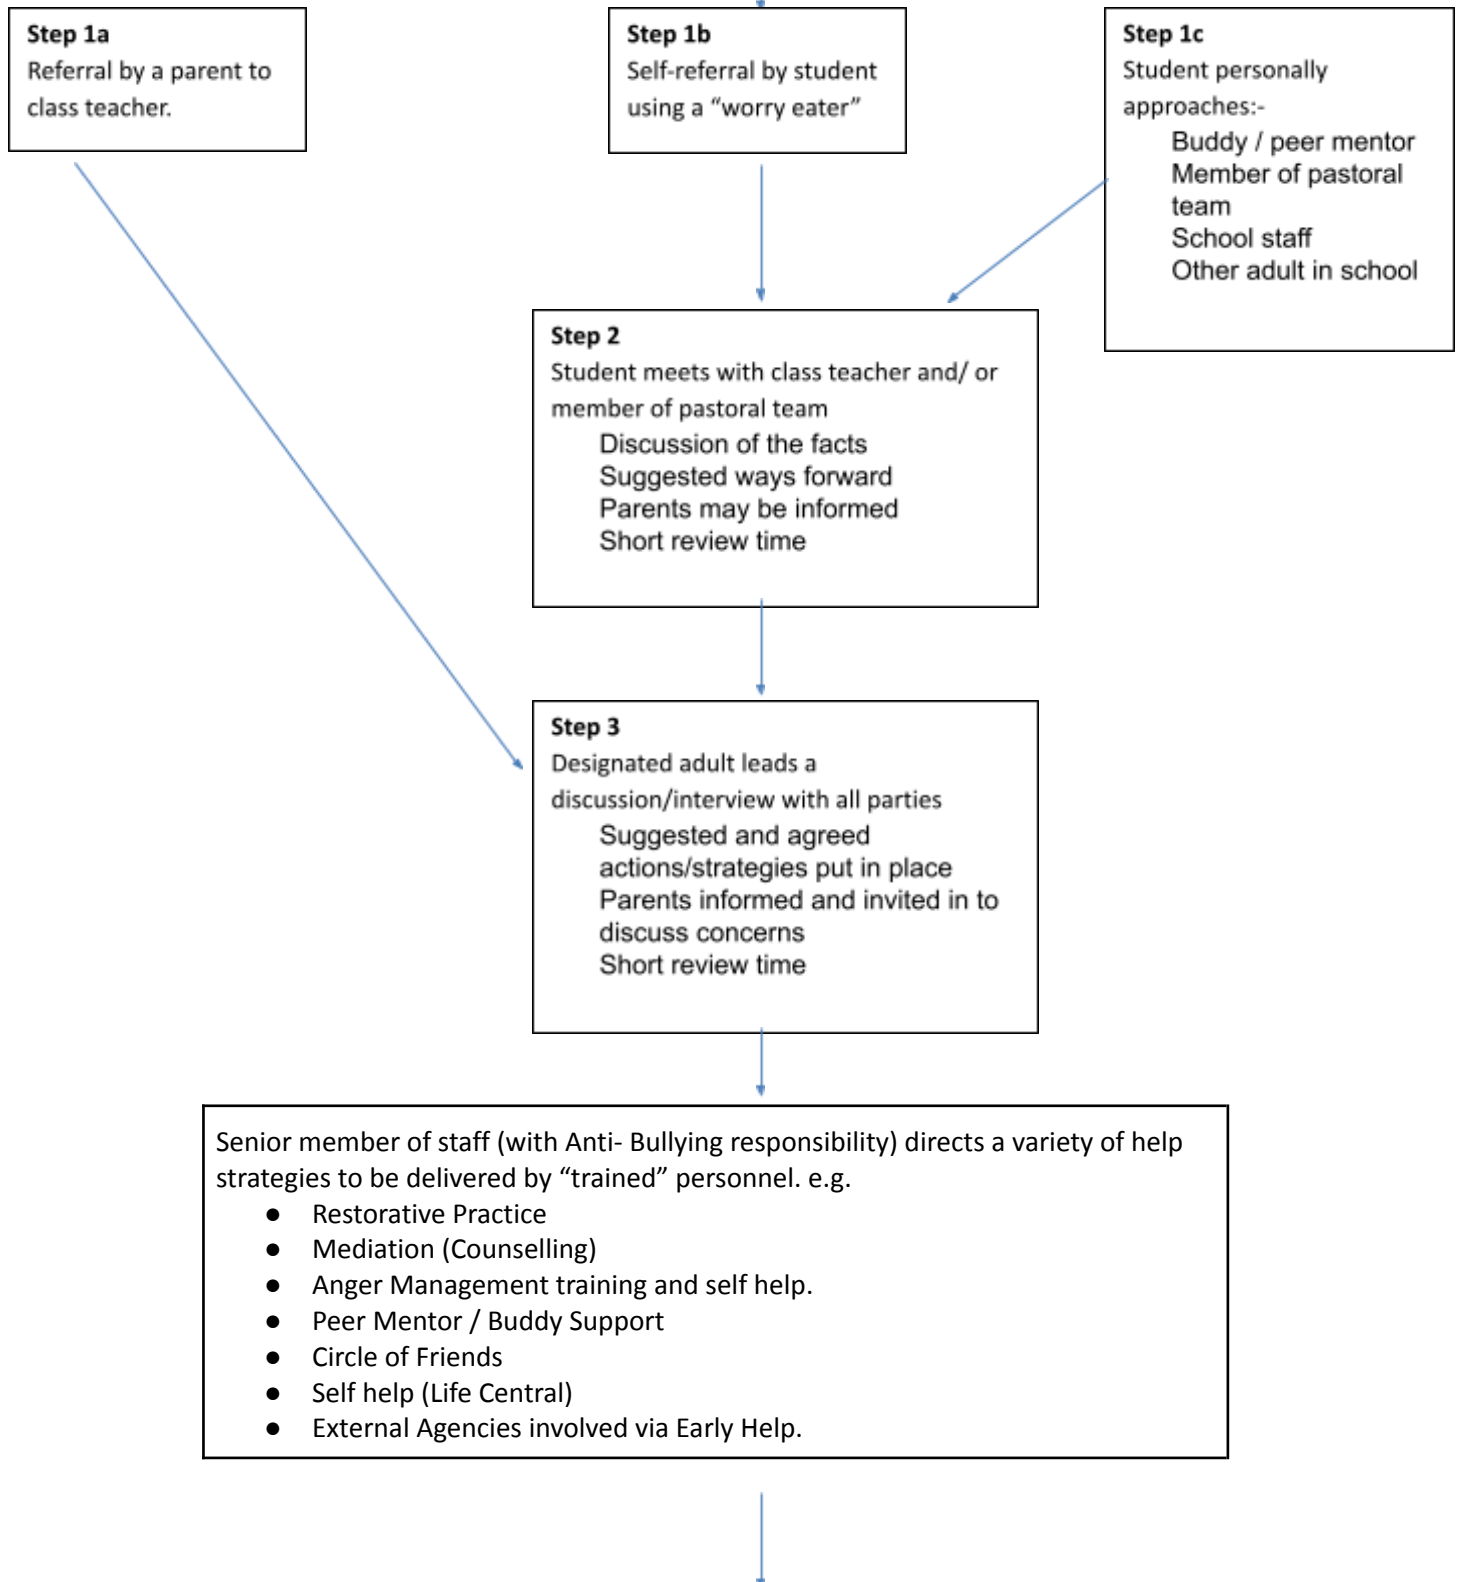 Step 1a
Referral by a parent to
class teacher.
Step 1b
Self-referral by student
using a “worry eater”
Step 1c
Student personally
approaches:-
Buddy / peer mentor
Member of pastoral
team
School staff
Other adult in school
Step 2
Student meets with class teacher and/ or
member of pastoral team
Discussion of the facts
Suggested ways forward
Parents may be informed
Short review time
Step 3
Designated adult leads a
discussion/interview with all parties
Suggested and agreed
actions/strategies put in place
Parents informed and invited in to
discuss concerns
Short review time
Senior member of staff (with Anti- Bullying responsibility) directs a variety of help
strategies to be delivered by “trained” personnel. e.g.
● Restorative Practice
● Mediation (Counselling)
● Anger Management training and self help.
● Peer Mentor / Buddy Support
● Circle of Friends
● Self help (Life Central)
● External Agencies involved via Early Help.